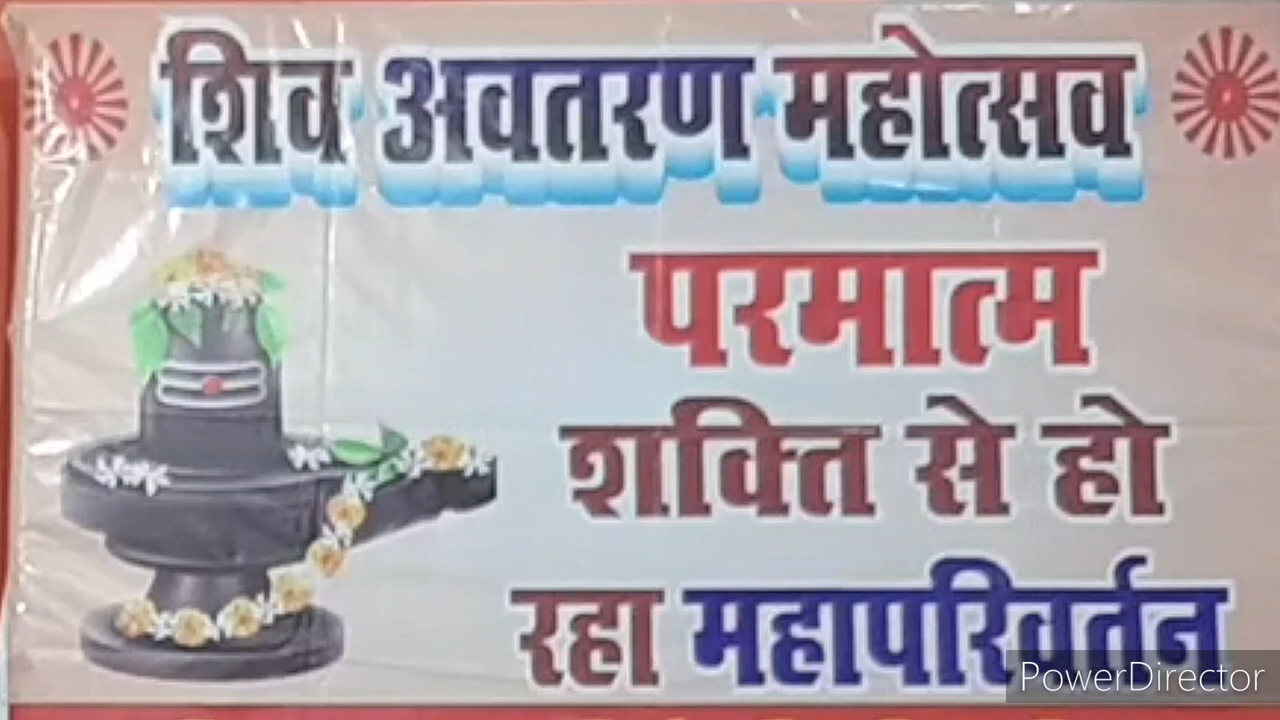 शिव अवतरण महोत्सव
परमात्म
शक्ति से हो
रहा महापरिवर्तन
PowerDirector